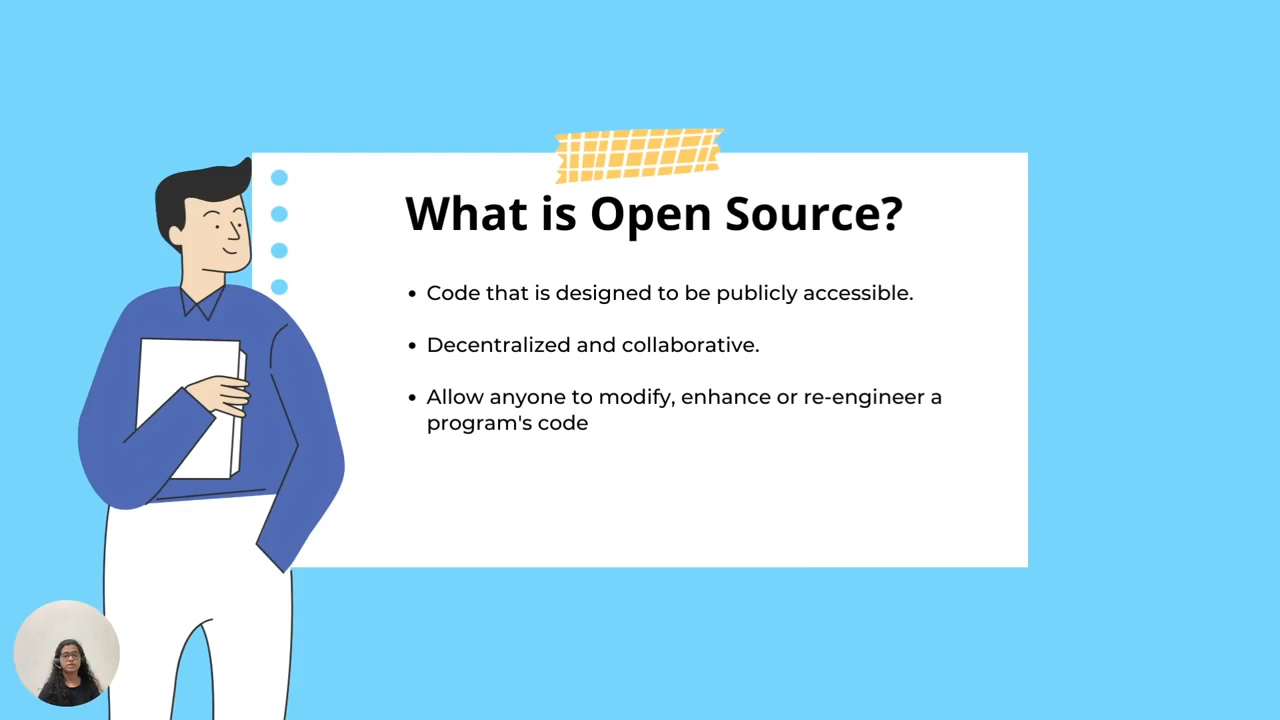 What is Open Source?
• Code that is designed to be publicly accessible.
• Decentralized and collaborative.
• Allow anyone to modify, enhance or re-engineer a
program's code